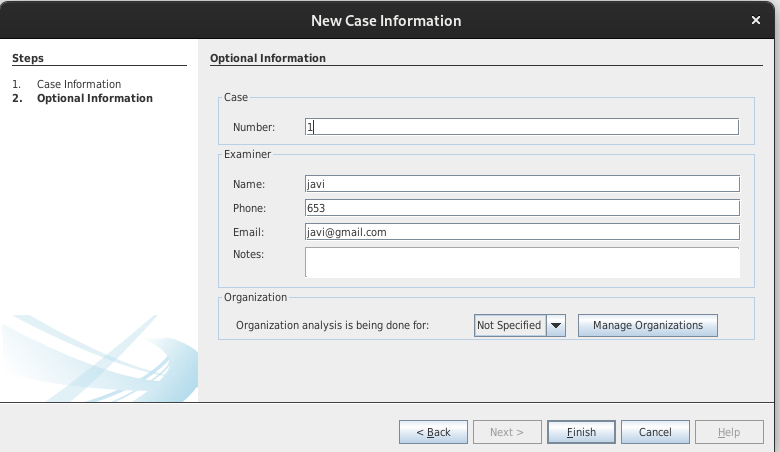 New Case Information
×
Steps
1. Case Information
2. Optional Information
Optional Information
Case
Number: 1
Examiner
Name: javi
Phone: 653
Email: javi@gmail.com
Notes:
Organization
Organization analysis is being done for: Not Specified Manage Organizations
< Back Next > Finish Cancel Help